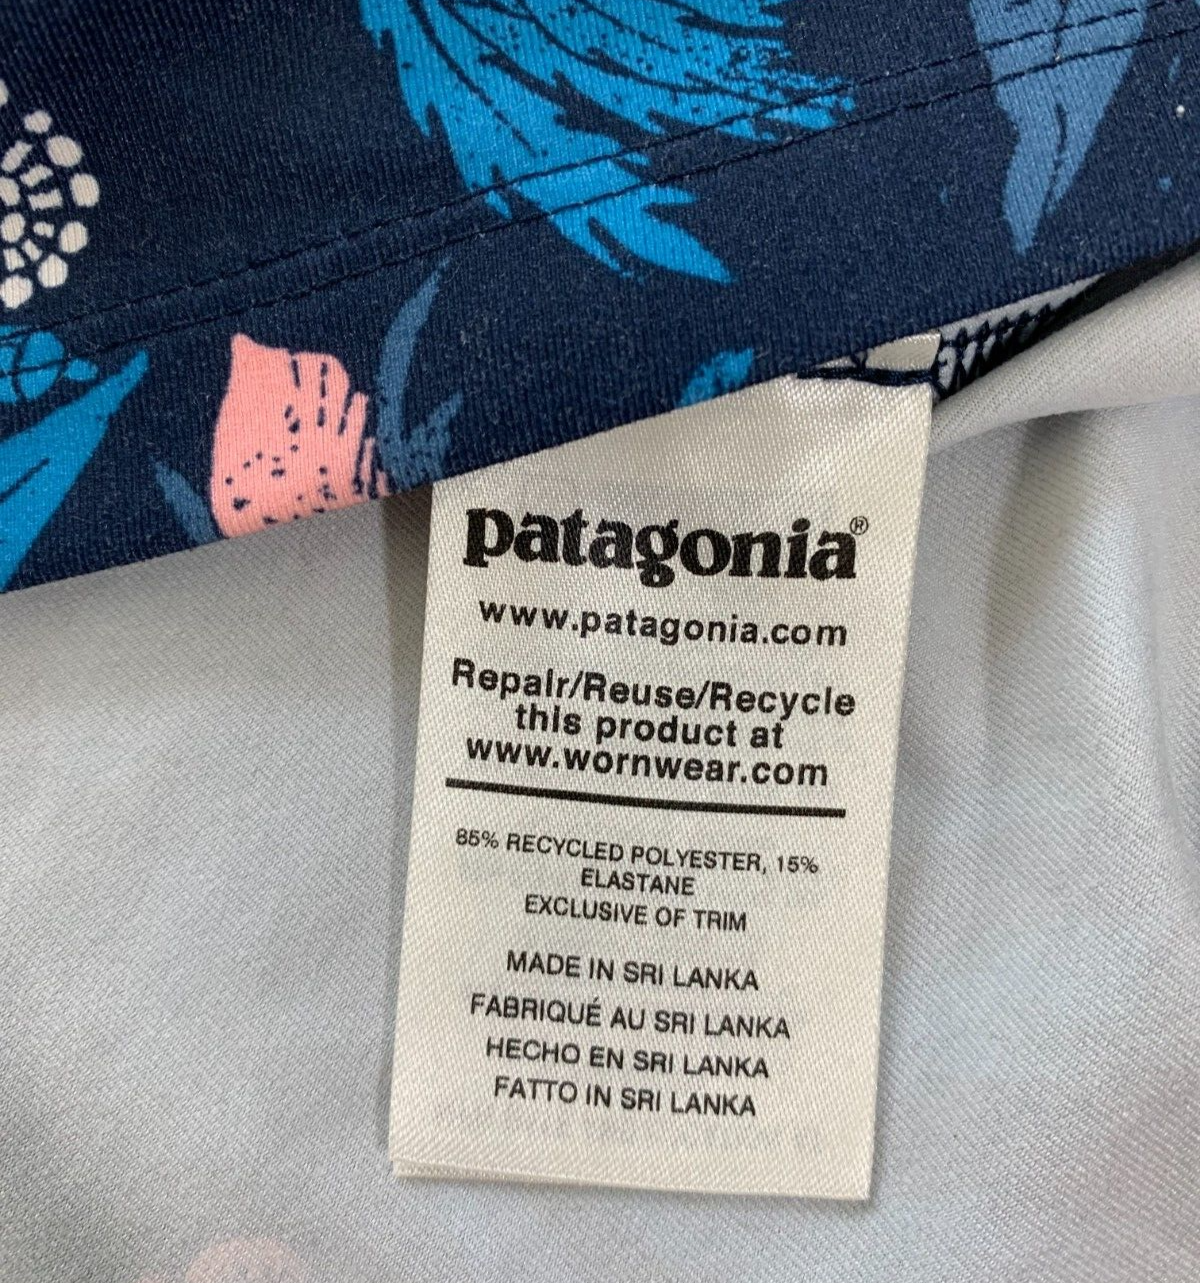 patagonia®
www.patagonia.com
Repair/Reuse/Recycle
this product at
www.wornwear.com
85% RECYCLED POLYESTER, 15%
ELASTANE
EXCLUSIVE OF TRIM
MADE IN SRI LANKA
FABRIQUÉ AU SRI LANKA
HECHO EN SRI LANKA
FATTO IN SRI LANKA